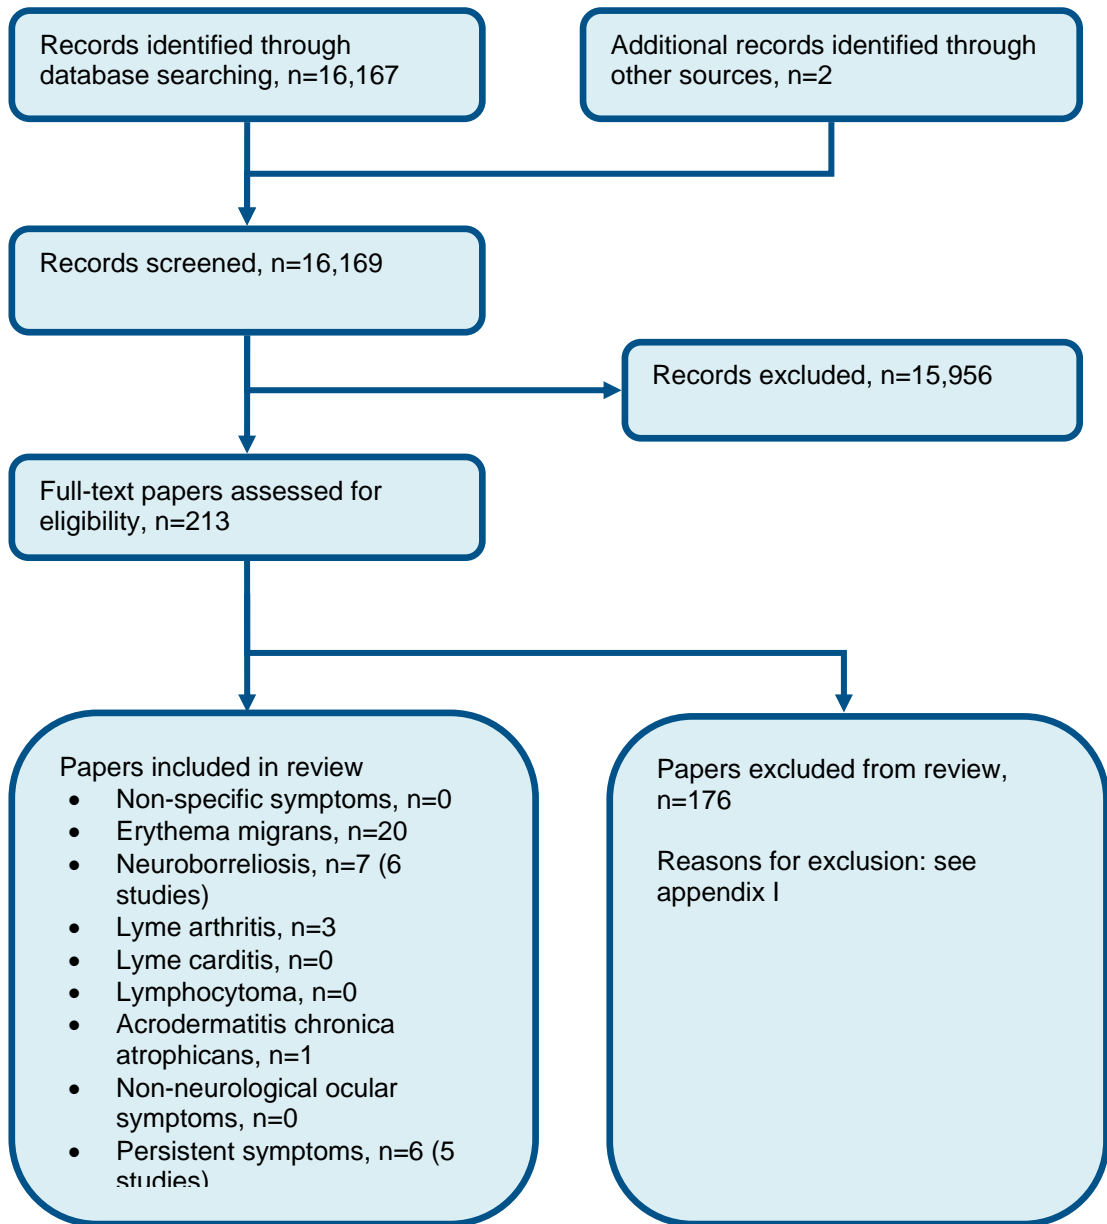 Records identified through
database searching, n=16,167
Additional records identified through
other sources, n=2
Records screened, n=16,169
Records excluded, n=15,956
Full-text papers assessed for
eligibility, n=213
Papers included in review
• Non-specific symptoms, n=0
• Erythema migrans, n=20
• Neuroborreliosis, n=7 (6
studies)
• Lyme arthritis, n=3
• Lyme carditis, n=0
• Lymphocytoma, n=0
• Acrodermatitis chronica
atrophicans, n=1
• Non-neurological ocular
symptoms, n=0
• Persistent symptoms, n=6 (5
studies)
Papers excluded from review,
n=176
Reasons for exclusion: see
appendix I